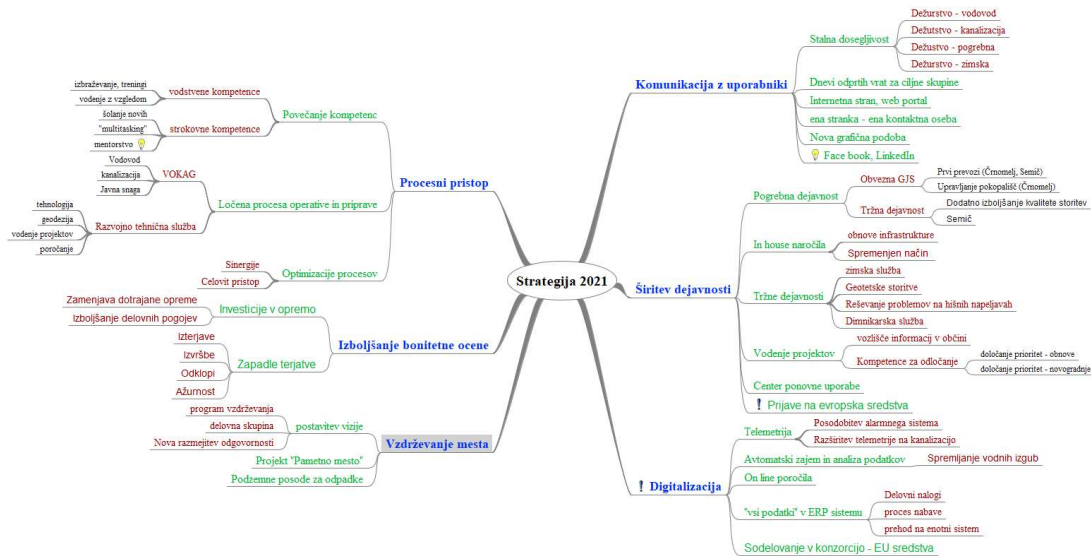 Strategija 2021
Komunikacija z uporabniki
Stalna dosegljivost
Dežurstvo - vodovod
Dežutstvo - kanalizacija
Dežustvo - pogrebna
Dežurstvo - zimska
Dnevi odprtih vrat za ciljne skupine
Internetna stran, web portal
ena stranka - ena kontaktna oseba
Nova grafična podoba
Face book, LinkedIn
Širitev dejavnosti
Pogrebna dejavnost
Obvezna GJS
Prvi prevozi (Črnomelj, Semič)
Upravljanje pokopališč (Črnomelj)
Tržna dejavnost
Dodatno izboljšanje kvalitete storitev
Semič
In house naročila
obnove infrastrukture
Spremenjen način
Tržne dejavnosti
zimska služba
Geotetske storitve
Reševanje problemov na hišnih napeljavah
Dimnikarska služba
Vodenje projektov
vozlišče informacij v občini
Kompetence za odločanje
določanje prioritet - obnove
določanje prioritet - novogradnje
Center ponovne uporabe
Prijave na evropska sredstva
Digitalizacija
Telemetrija
Posodobitev alarmnega sistema
Razširitev telemetrije na kanalizacijo
Avtomatski zajem in analiza podatkov
Spremljanje vodnih izgub
On line poročila
"vsi podatki" v ERP sistemu
Delovni nalogi
proces nabave
prehod na enotni sistem
Sodelovanje v konzorcijo - EU sredstva
Procesni pristop
Povečanje kompetenc
vodstvene kompetence
izbraževanje, treningi
vodenje z vzgledom
strokovne kompetence
šolanje novih
"multitasking"
mentorstvo
Ločena procesa operative in priprave
VOKAG
Vodovod
kanalizacija
Javna snaga
Razvojno tehnična služba
tehnologija
geodezija
vodenje projektov
poročanje
Optimizacije procesov
Sinergije
Celovit pristop
Izboljšanje bonitetne ocene
Investicije v opremo
Zamenjava dotrajane opreme
Izboljšanje delovnih pogojev
Zapadle terjatve
Izterjave
Izvršbe
Odklopi
Ažurnost
Vzdrževanje mesta
postavitev vizije
program vzdrževanja
delovna skupina
Nova razmejitev odgovornosti
Projekt "Pametno mesto"
Podzemne posode za odpadke